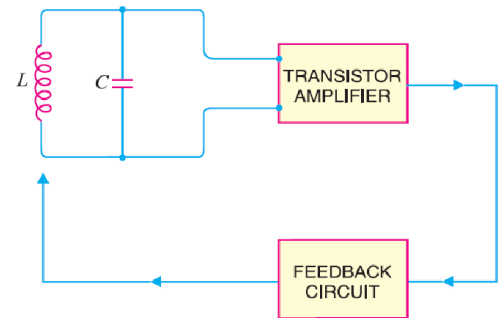 L
C
TRANSISTOR
AMPLIFIER
FEEDBACK
CIRCUIT